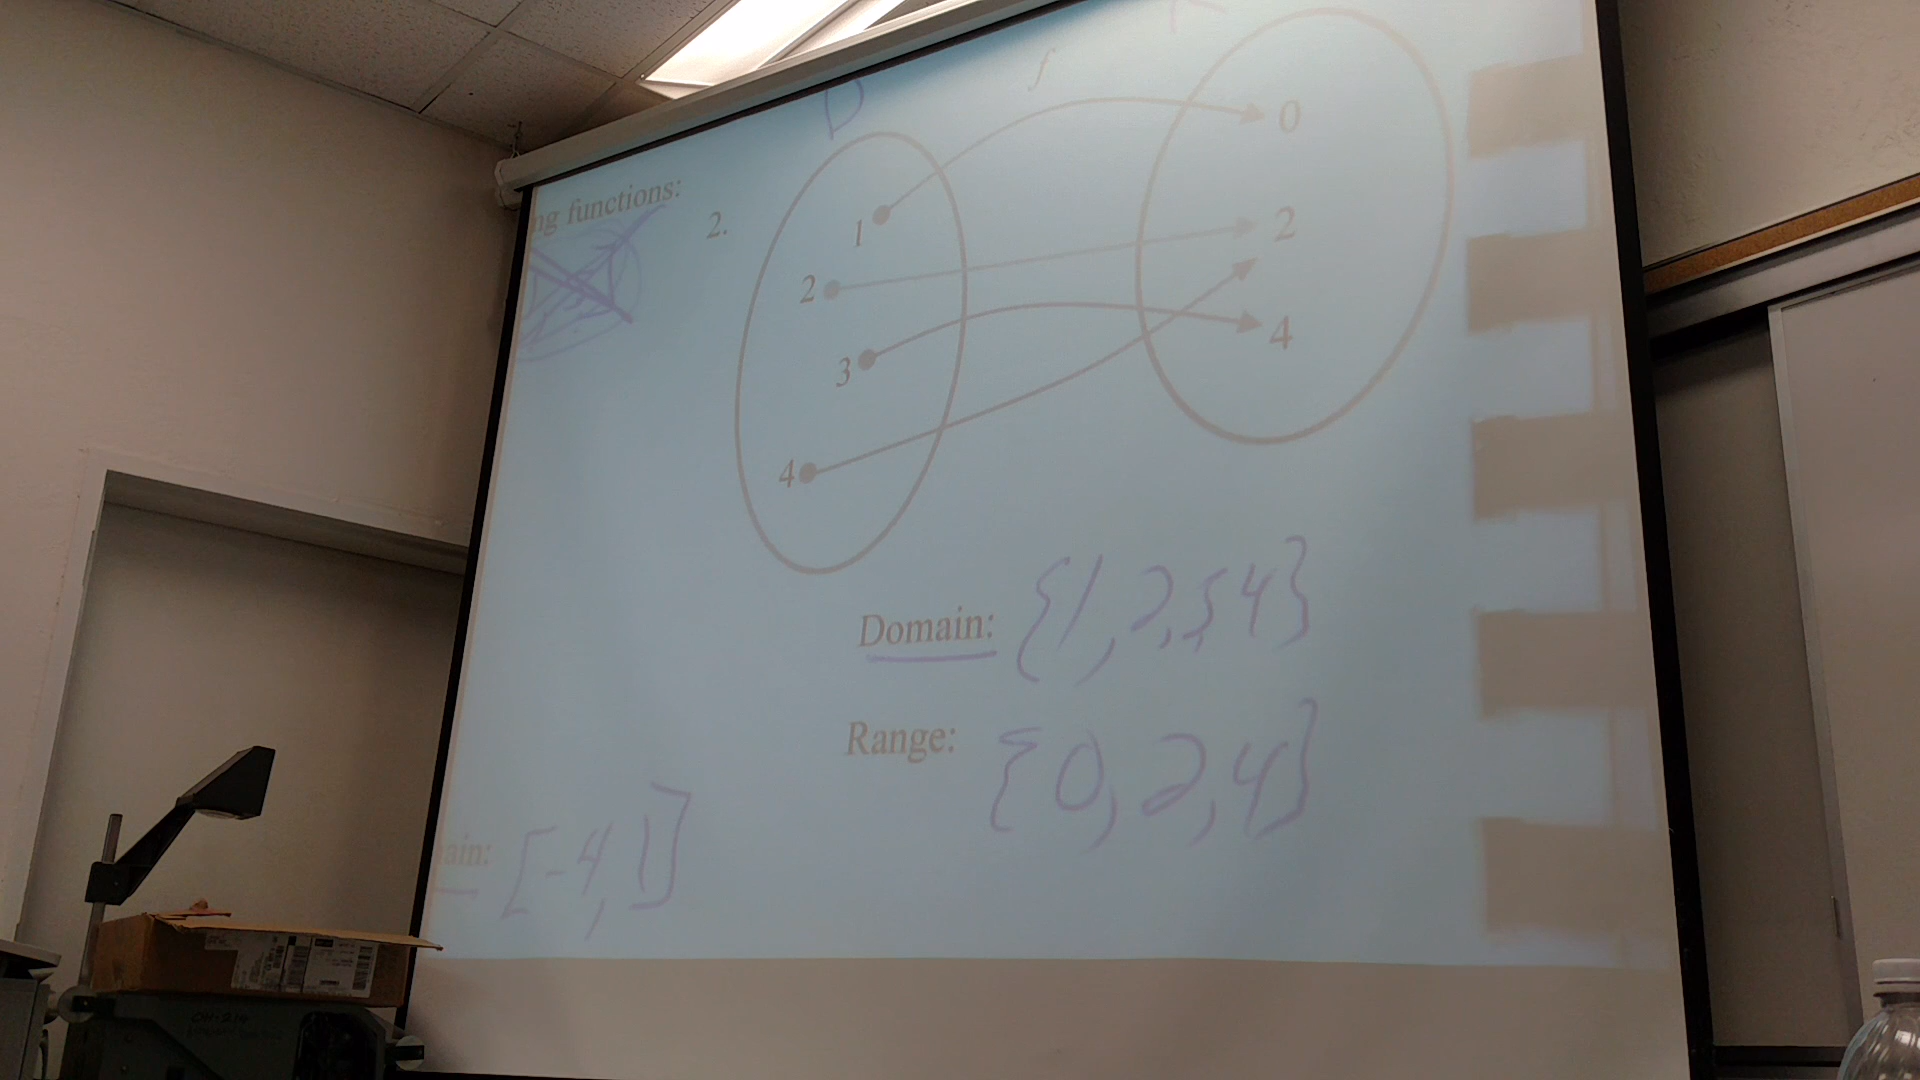 ng functions:
2.
D
f
1
2
3
4
0
2
4
Domain: {1, 2, 3, 4}
Range: {0, 2, 4}
ain: [-4, 1]